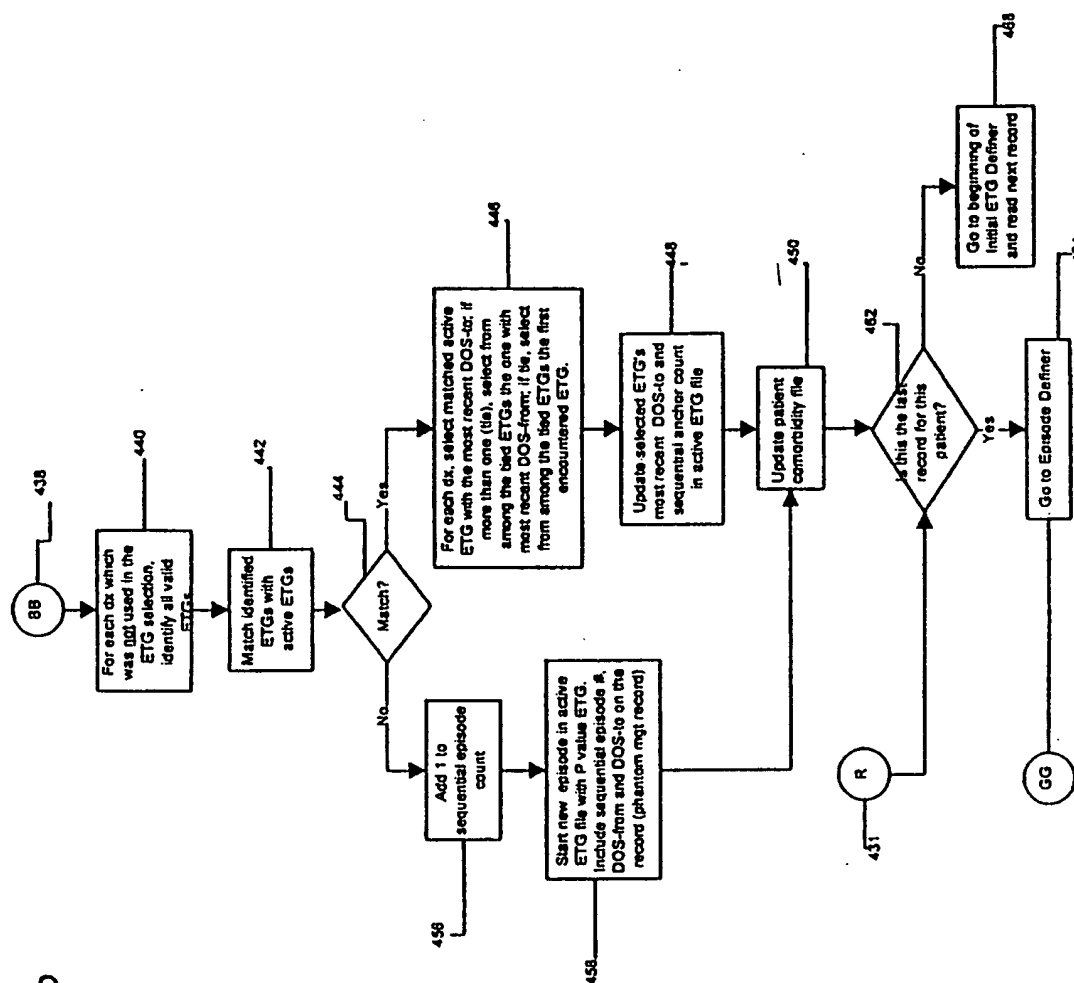 BB
438
For each dx which
was not used in the
ETG selection,
identify all valid
ETGs
440
Match identified
ETGs with
active ETGs
442
Match?
444
No
Yes
For each dx, select matched active
ETG with the most recent DOS-to; if
more than one (tie), select from
among the tied ETGs the one with
most recent DOS-from; if tie, select
from among the tied ETGs the first
encountered ETG.
446
Add 1 to
sequential episode
count
456
Update selected ETG's
most recent DOS-to and
sequential anchor count
in active ETG file
448
Start new episode in active
ETG file with P value ETG.
Include sequential episode #,
DOS-from and DOS-to on the
record (phantom mgt record)
458
Update patient
comorbidity file
450
R
431
Is this the last
record for this
patient?
462
No
Yes
Go to beginning of
Initial ETG Definer
and read next record
468
GG
Go to Episode Definer